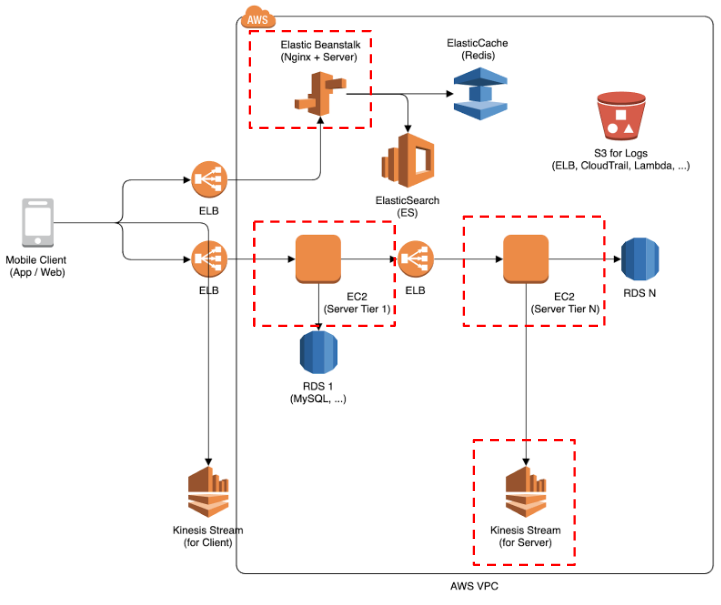 AWS
Elastic Beanstalk
(Nginx + Server)
ElasticCache
(Redis)
S3 for Logs
(ELB, CloudTrail, Lambda, ...)
ElasticSearch
(ES)
ELB
Mobile Client
(App / Web)
ELB
EC2
(Server Tier 1)
ELB
EC2
(Server Tier N)
RDS N
RDS 1
(MySQL, ...)
Kinesis Stream
(for Client)
Kinesis Stream
(for Server)
AWS VPC